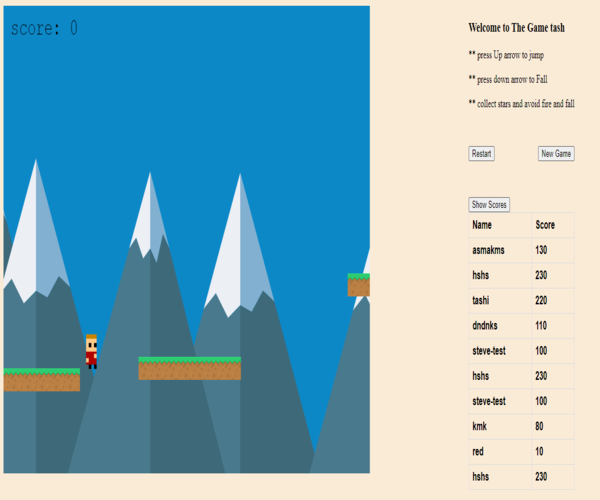 score: 0
Welcome to The Game tash
** press Up arrow to jump
** press down arrow to Fall
** collect stars and avoid fire and fall
Restart New Game
Show Scores
Name Score
asmakms 130
hshs 230
tashi 220
dndnks 110
steve-test 100
hshs 230
steve-test 100
kmk 80
red 10
hshs 230